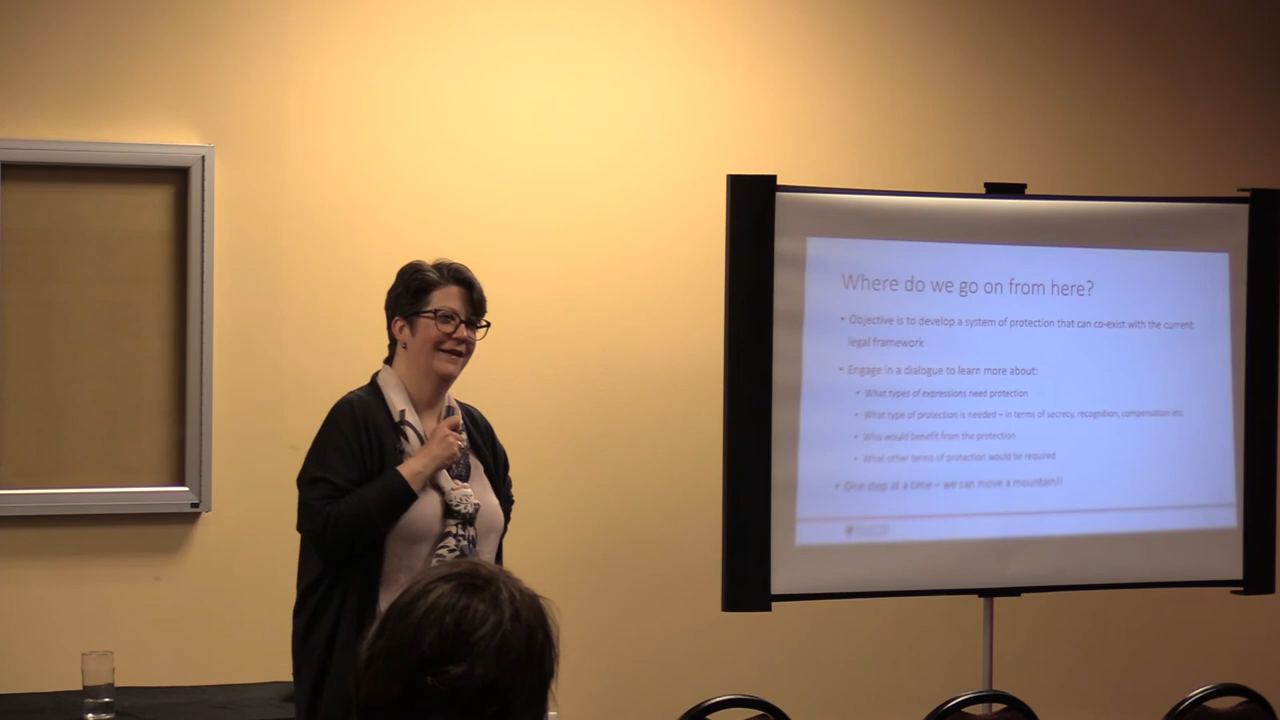 Where do we go on from here?
• Objective is to develop a system of protection that can co-exist with the current
legal framework
• Engage in a dialogue to learn more about:
• What types of expressions need protection
• What type of protection is needed – in terms of secrecy, recognition, compensation etc.
• Who would benefit from the protection
• What other terms of protection would be required
• One step at a time – we can move a mountain!!